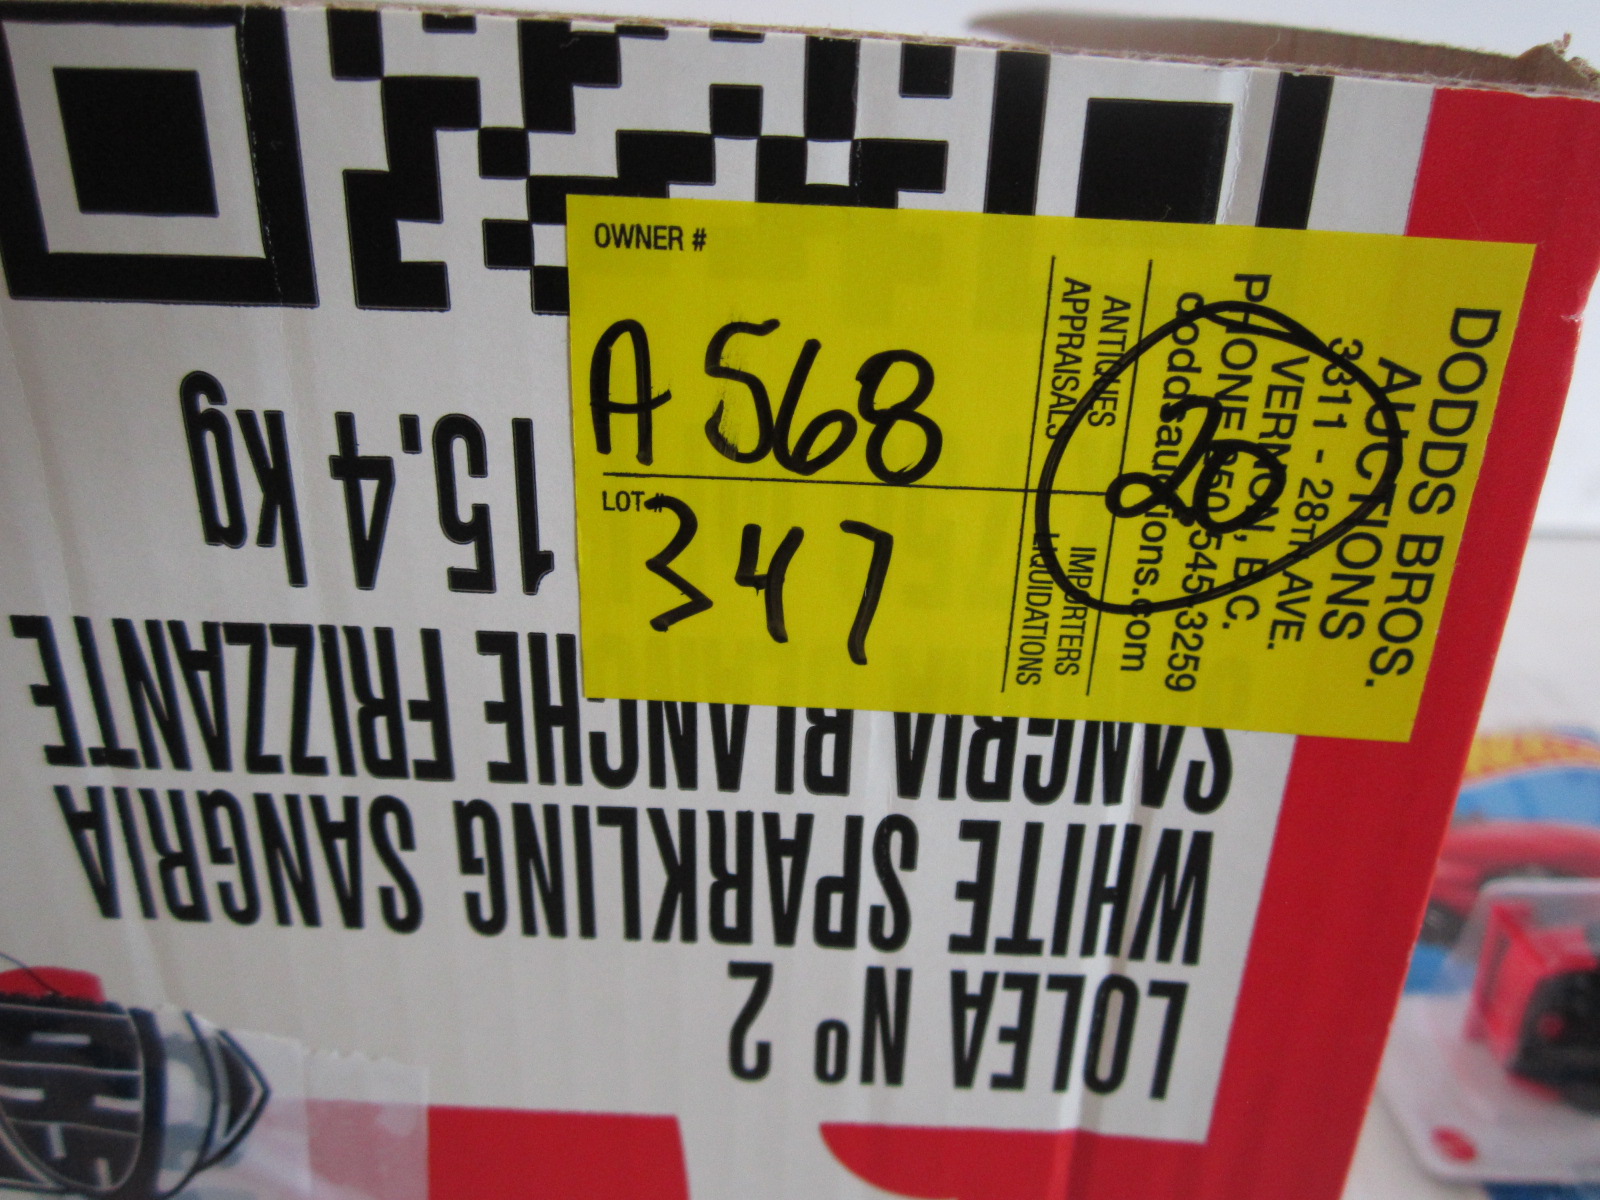 OWNER #
A 568
LOT #
347
DODDS BROS.
AUCTIONS
3311 - 28TH AVE.
VERNON, B.C.
PHONE 250-545-3259
doddsauctions.com
ANTIQUES
APPRAISALS
IMPORTERS
LIQUIDATIONS
20
LOLEA Nº 2
WHITE SPARKLING SANGRIA
SANGRIA BLANCHE FRIZZANTE
15.4 kg